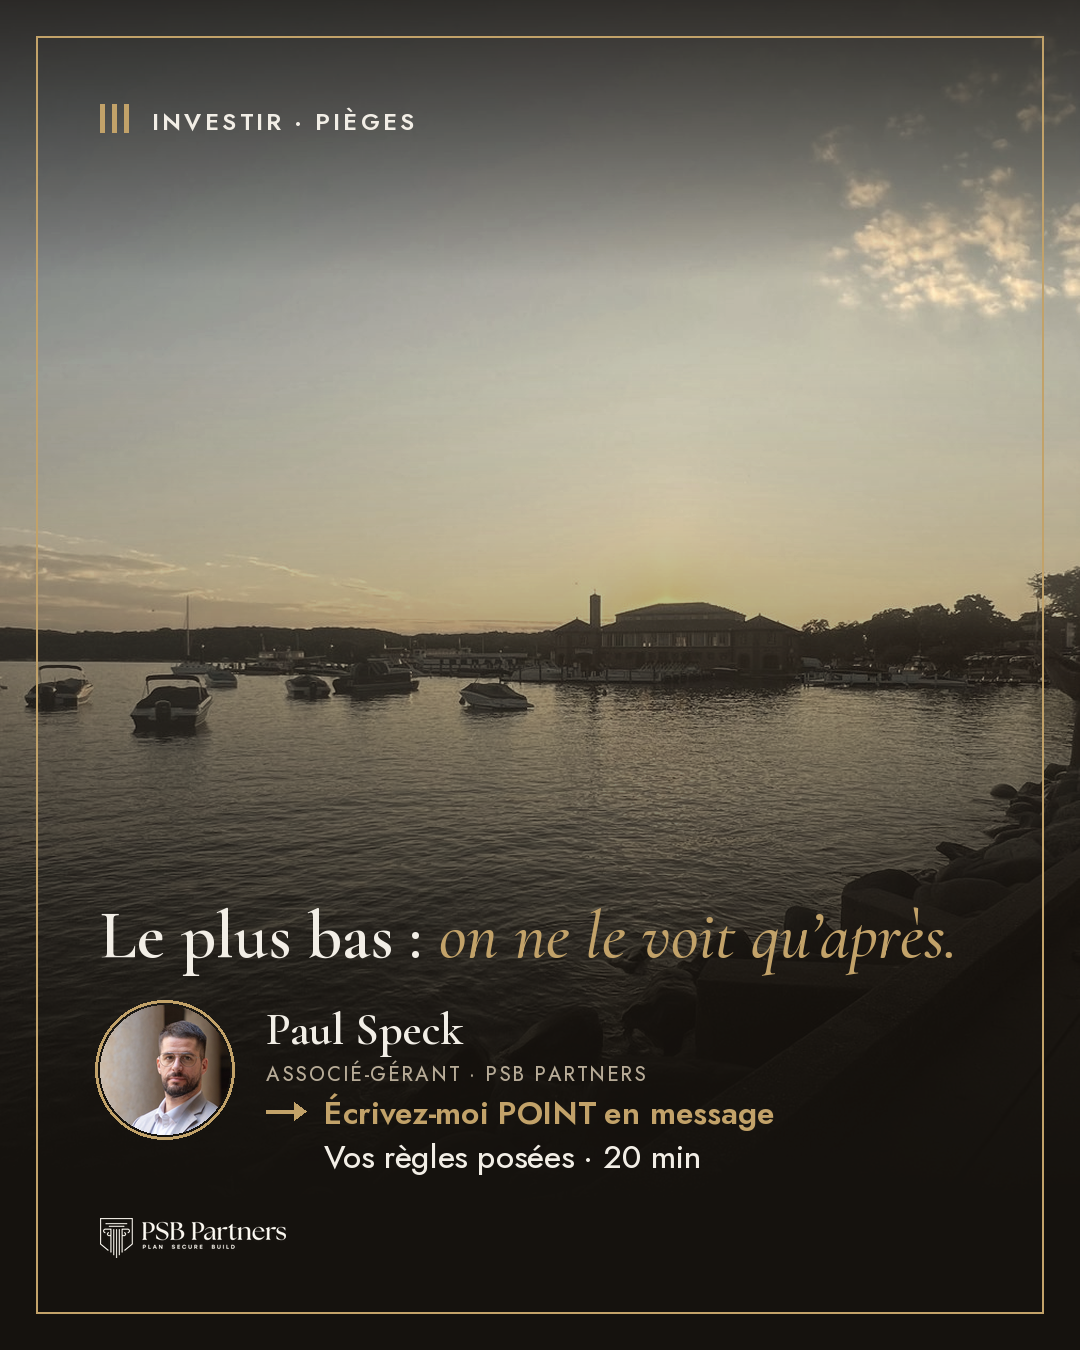 INVESTIR · PIÈGES
Le plus bas : on ne le voit qu’après.
Paul Speck
ASSOCIÉ-GÉRANT · PSB PARTNERS
→ Écrivez-moi POINT en message
Vos règles posées · 20 min
PSB Partners
PLAN SECURE BUILD